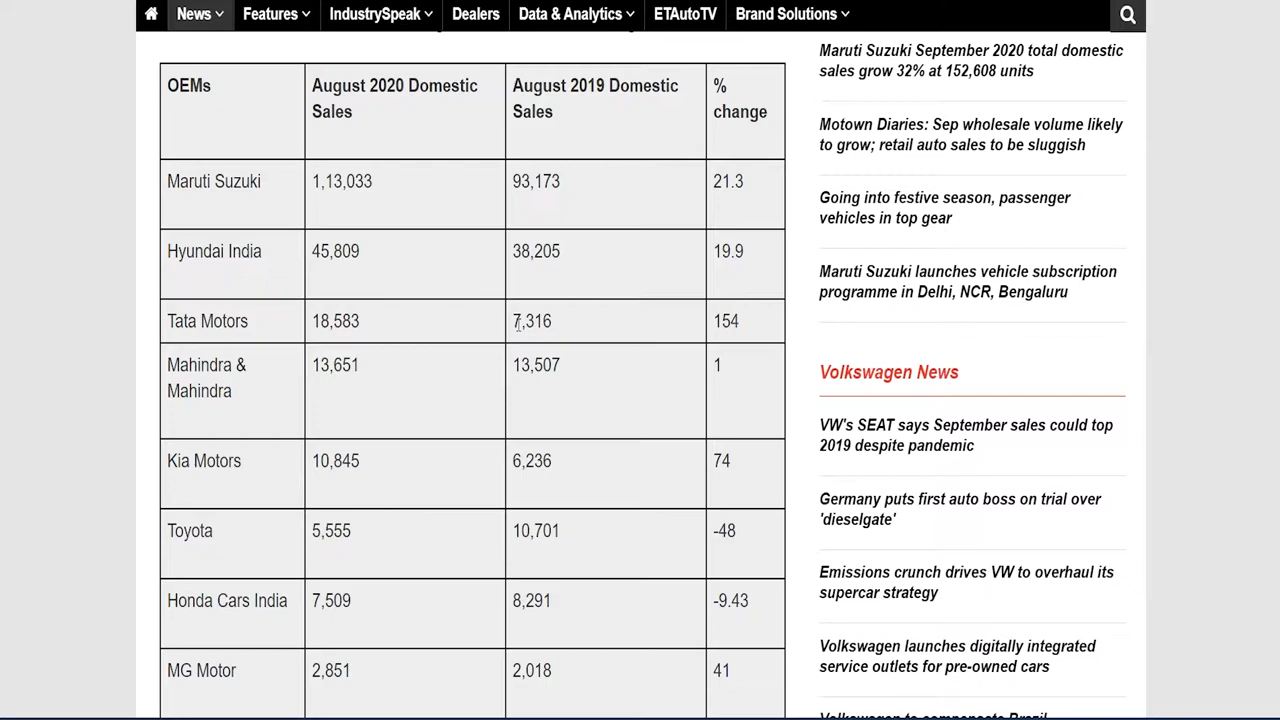 News
Features
IndustrySpeak
Dealers
Data & Analytics
ETAutoTV
Brand Solutions
OEMs
August 2020 Domestic
Sales
August 2019 Domestic
Sales
%
change
Maruti Suzuki
1,13,033
93,173
21.3
Hyundai India
45,809
38,205
19.9
Tata Motors
18,583
7,316
154
Mahindra &
Mahindra
13,651
13,507
1
Kia Motors
10,845
6,236
74
Toyota
5,555
10,701
-48
Honda Cars India
7,509
8,291
-9.43
MG Motor
2,851
2,018
41
Maruti Suzuki September 2020 total domestic
sales grow 32% at 152,608 units
Motown Diaries: Sep wholesale volume likely
to grow; retail auto sales to be sluggish
Going into festive season, passenger
vehicles in top gear
Maruti Suzuki launches vehicle subscription
programme in Delhi, NCR, Bengaluru
Volkswagen News
VW's SEAT says September sales could top
2019 despite pandemic
Germany puts first auto boss on trial over
'dieselgate'
Emissions crunch drives VW to overhaul its
supercar strategy
Volkswagen launches digitally integrated
service outlets for pre-owned cars
Volkswagen to compensate Brazil